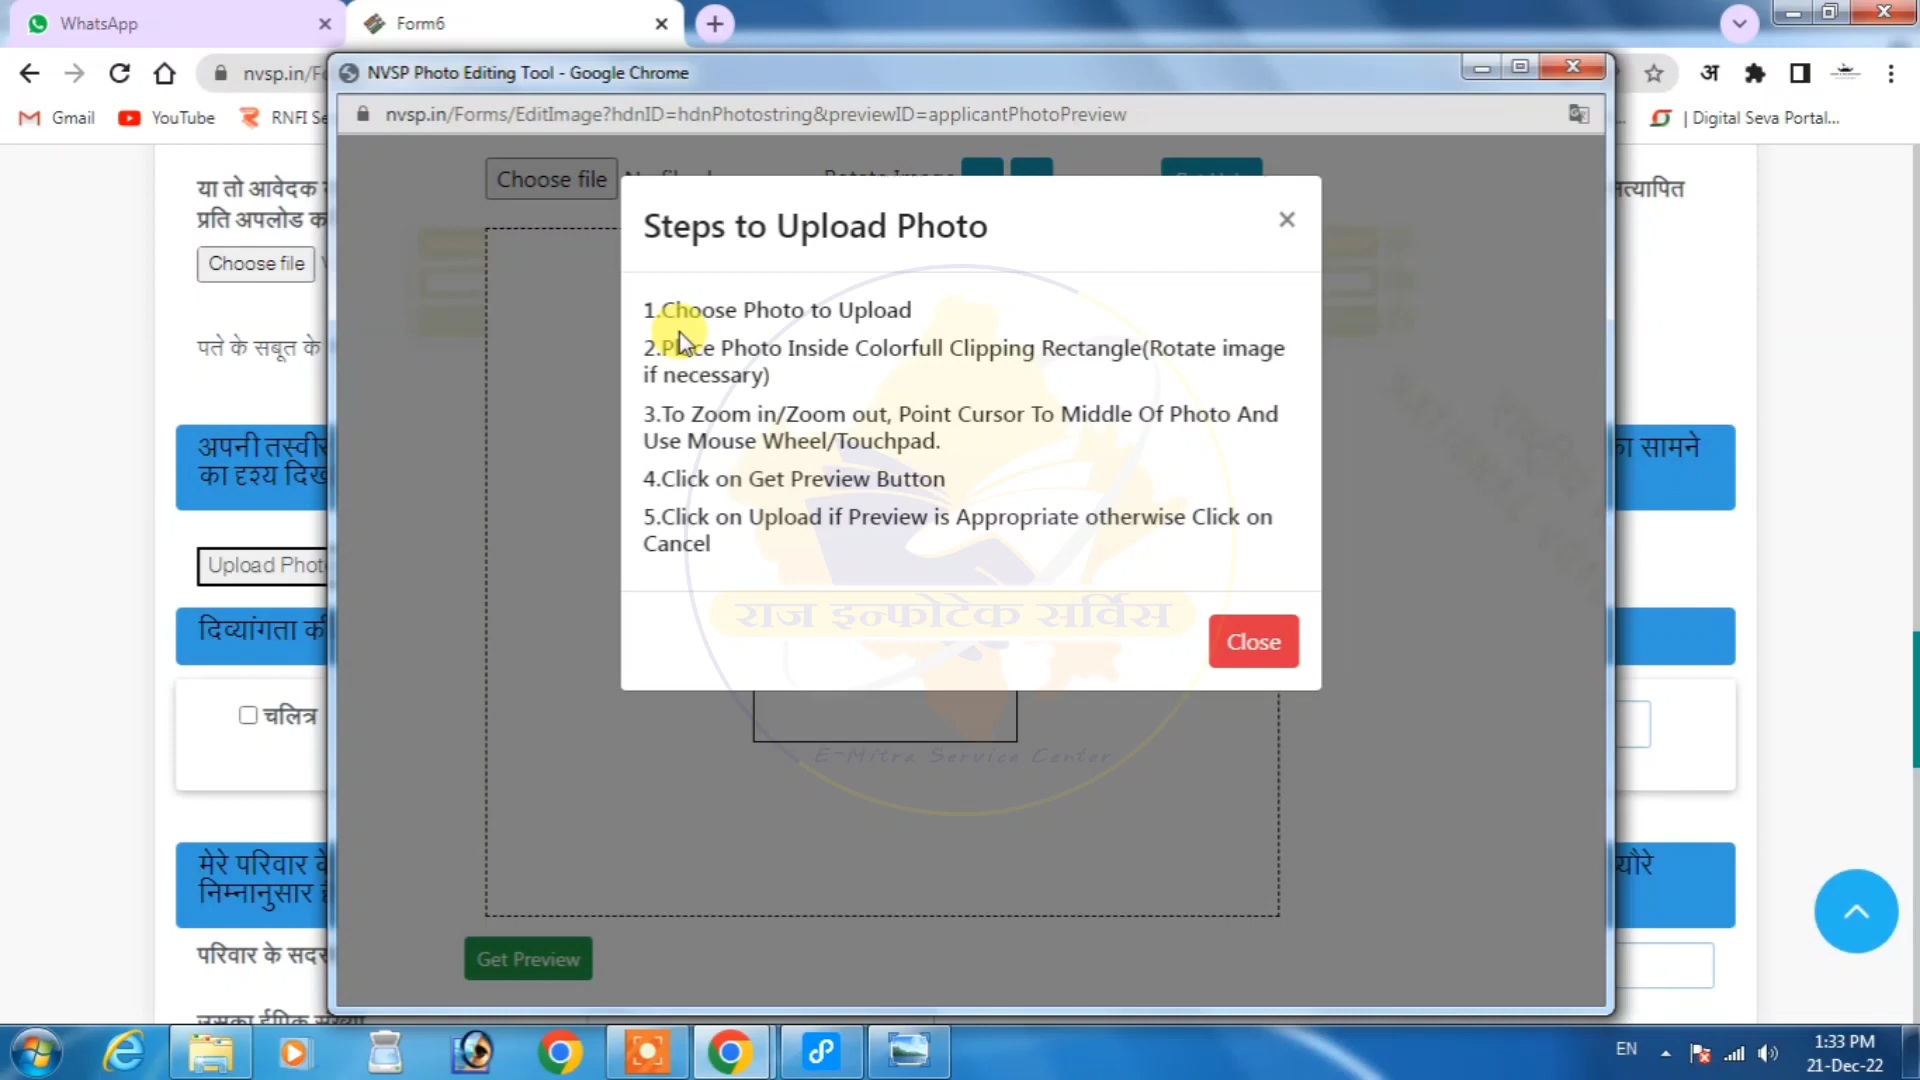 WhatsApp
Form6
nvsp.in/Fo
NVSP Photo Editing Tool - Google Chrome
अ
Gmail
YouTube
RNFI Se
nvsp.in/Forms/EditImage?hdnID=hdnPhotostring&previewID=applicantPhotoPreview
| Digital Seva Portal...
या तो आवेदक
प्रति अपलोड क
Choose file
पते के सबूत के
Choose file
Steps to Upload Photo
×
1.Choose Photo to Upload
2.Place Photo Inside Colorfull Clipping Rectangle(Rotate image
if necessary)
3.To Zoom in/Zoom out, Point Cursor To Middle Of Photo And
Use Mouse Wheel/Touchpad.
4.Click on Get Preview Button
5.Click on Upload if Preview is Appropriate otherwise Click on
Cancel
राज इन्फोटेक सर्विस
Close
E-Mitra Service Center
अपनी तस्वीर
का दृश्य दिख
ा सामने
Upload Phot
दिव्यांगता की
चलित्र
मेरे परिवार के
निम्नानुसार है
यौरे
परिवार के सदस
Get Preview
EN
1:33 PM
21-Dec-22